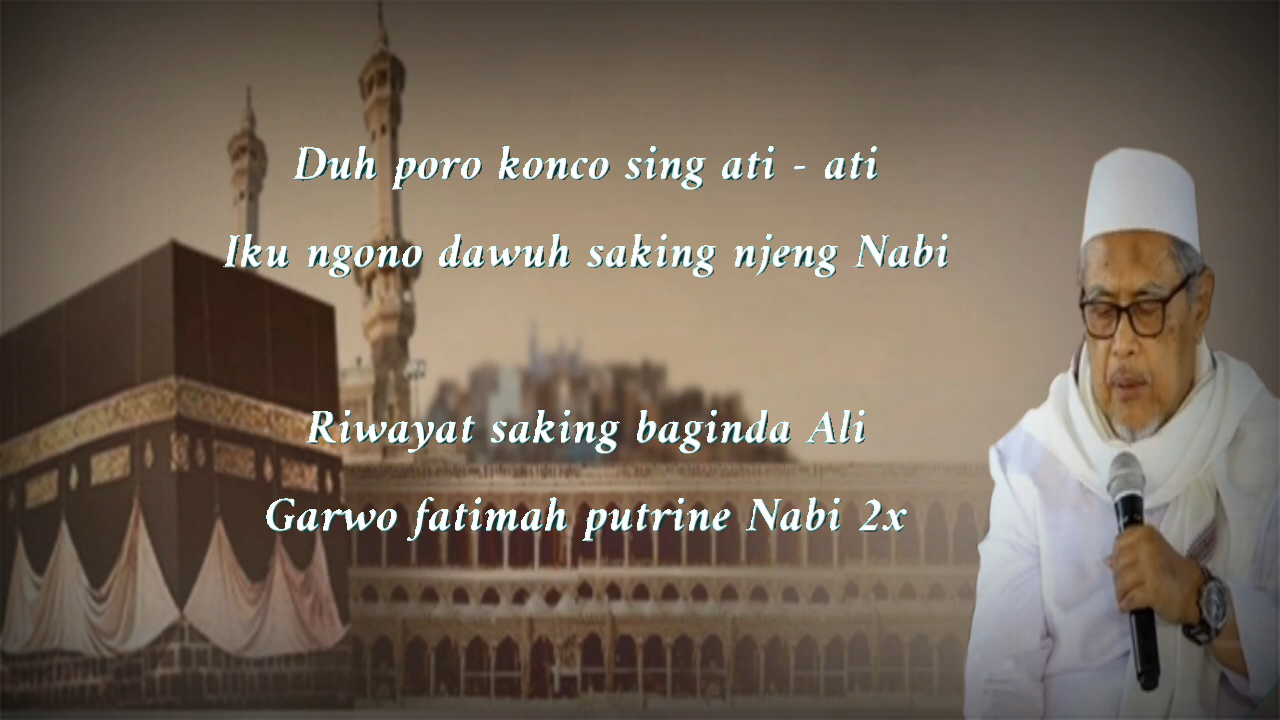 Duh poro konco sing ati - ati
Iku ngono dawuh saking njeng Nabi
Riwayat saking baginda Ali
Garwo fatimah putrine Nabi 2x